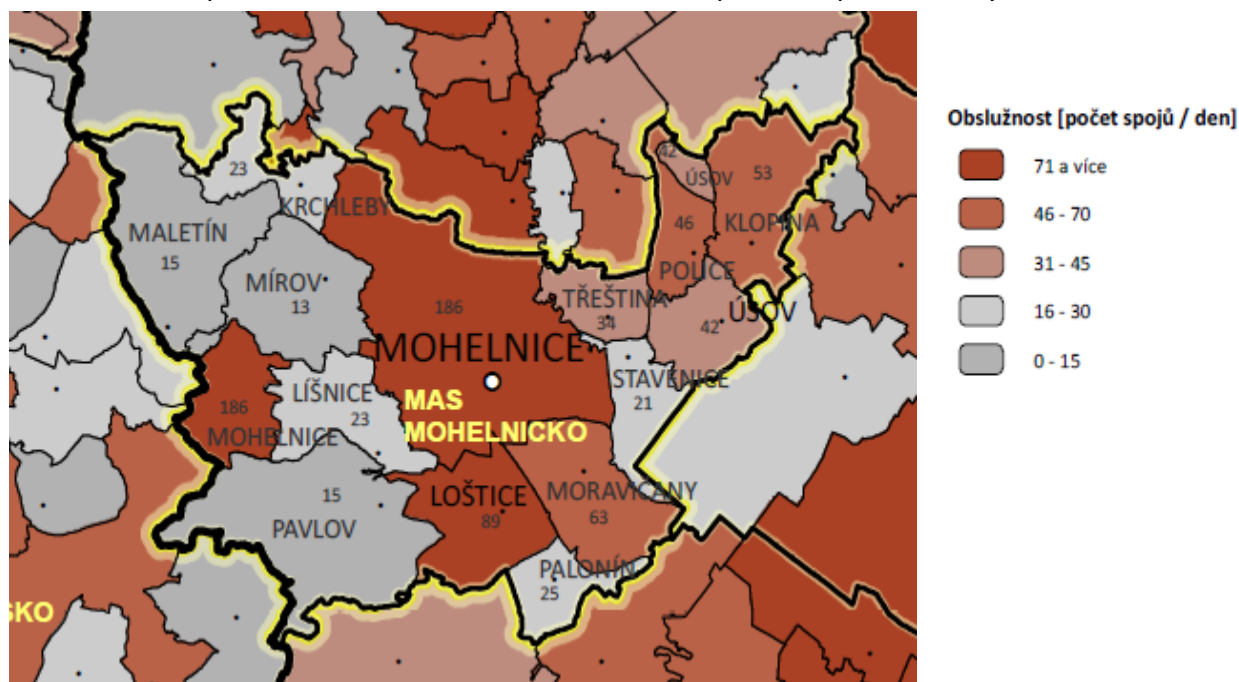 Obslužnost [počet spojů / den]
71 a více
46 - 70
31 - 45
16 - 30
0 - 15
42
ÚSOV
53
23
KRCHLEBY
46
KLOPINA
MALETÍN
15
POLICE
MÍROV
13
186
TŘEŠTINA
34
42
ÚSOV
MOHELNICE
STAVENICE
21
LÍŠNICE
23
186
MOHELNICE
MAS
MOHELNICKO
15
PAVLOV
LOŠTICE
89
MORAVIČANY
63
PALONÍN
25
SKO